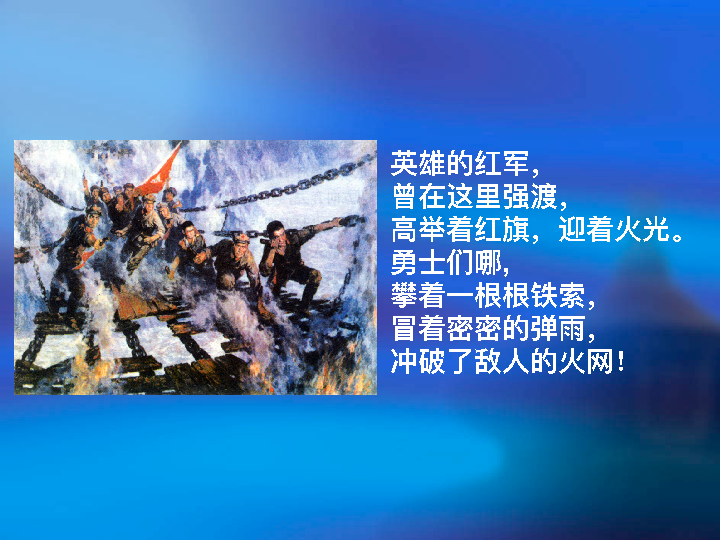 英雄的红军，
曾在这里强渡，
高举着红旗，迎着火光。
勇士们哪，
攀着一根根铁索，
冒着密密的弹雨，
冲破了敌人的火网！